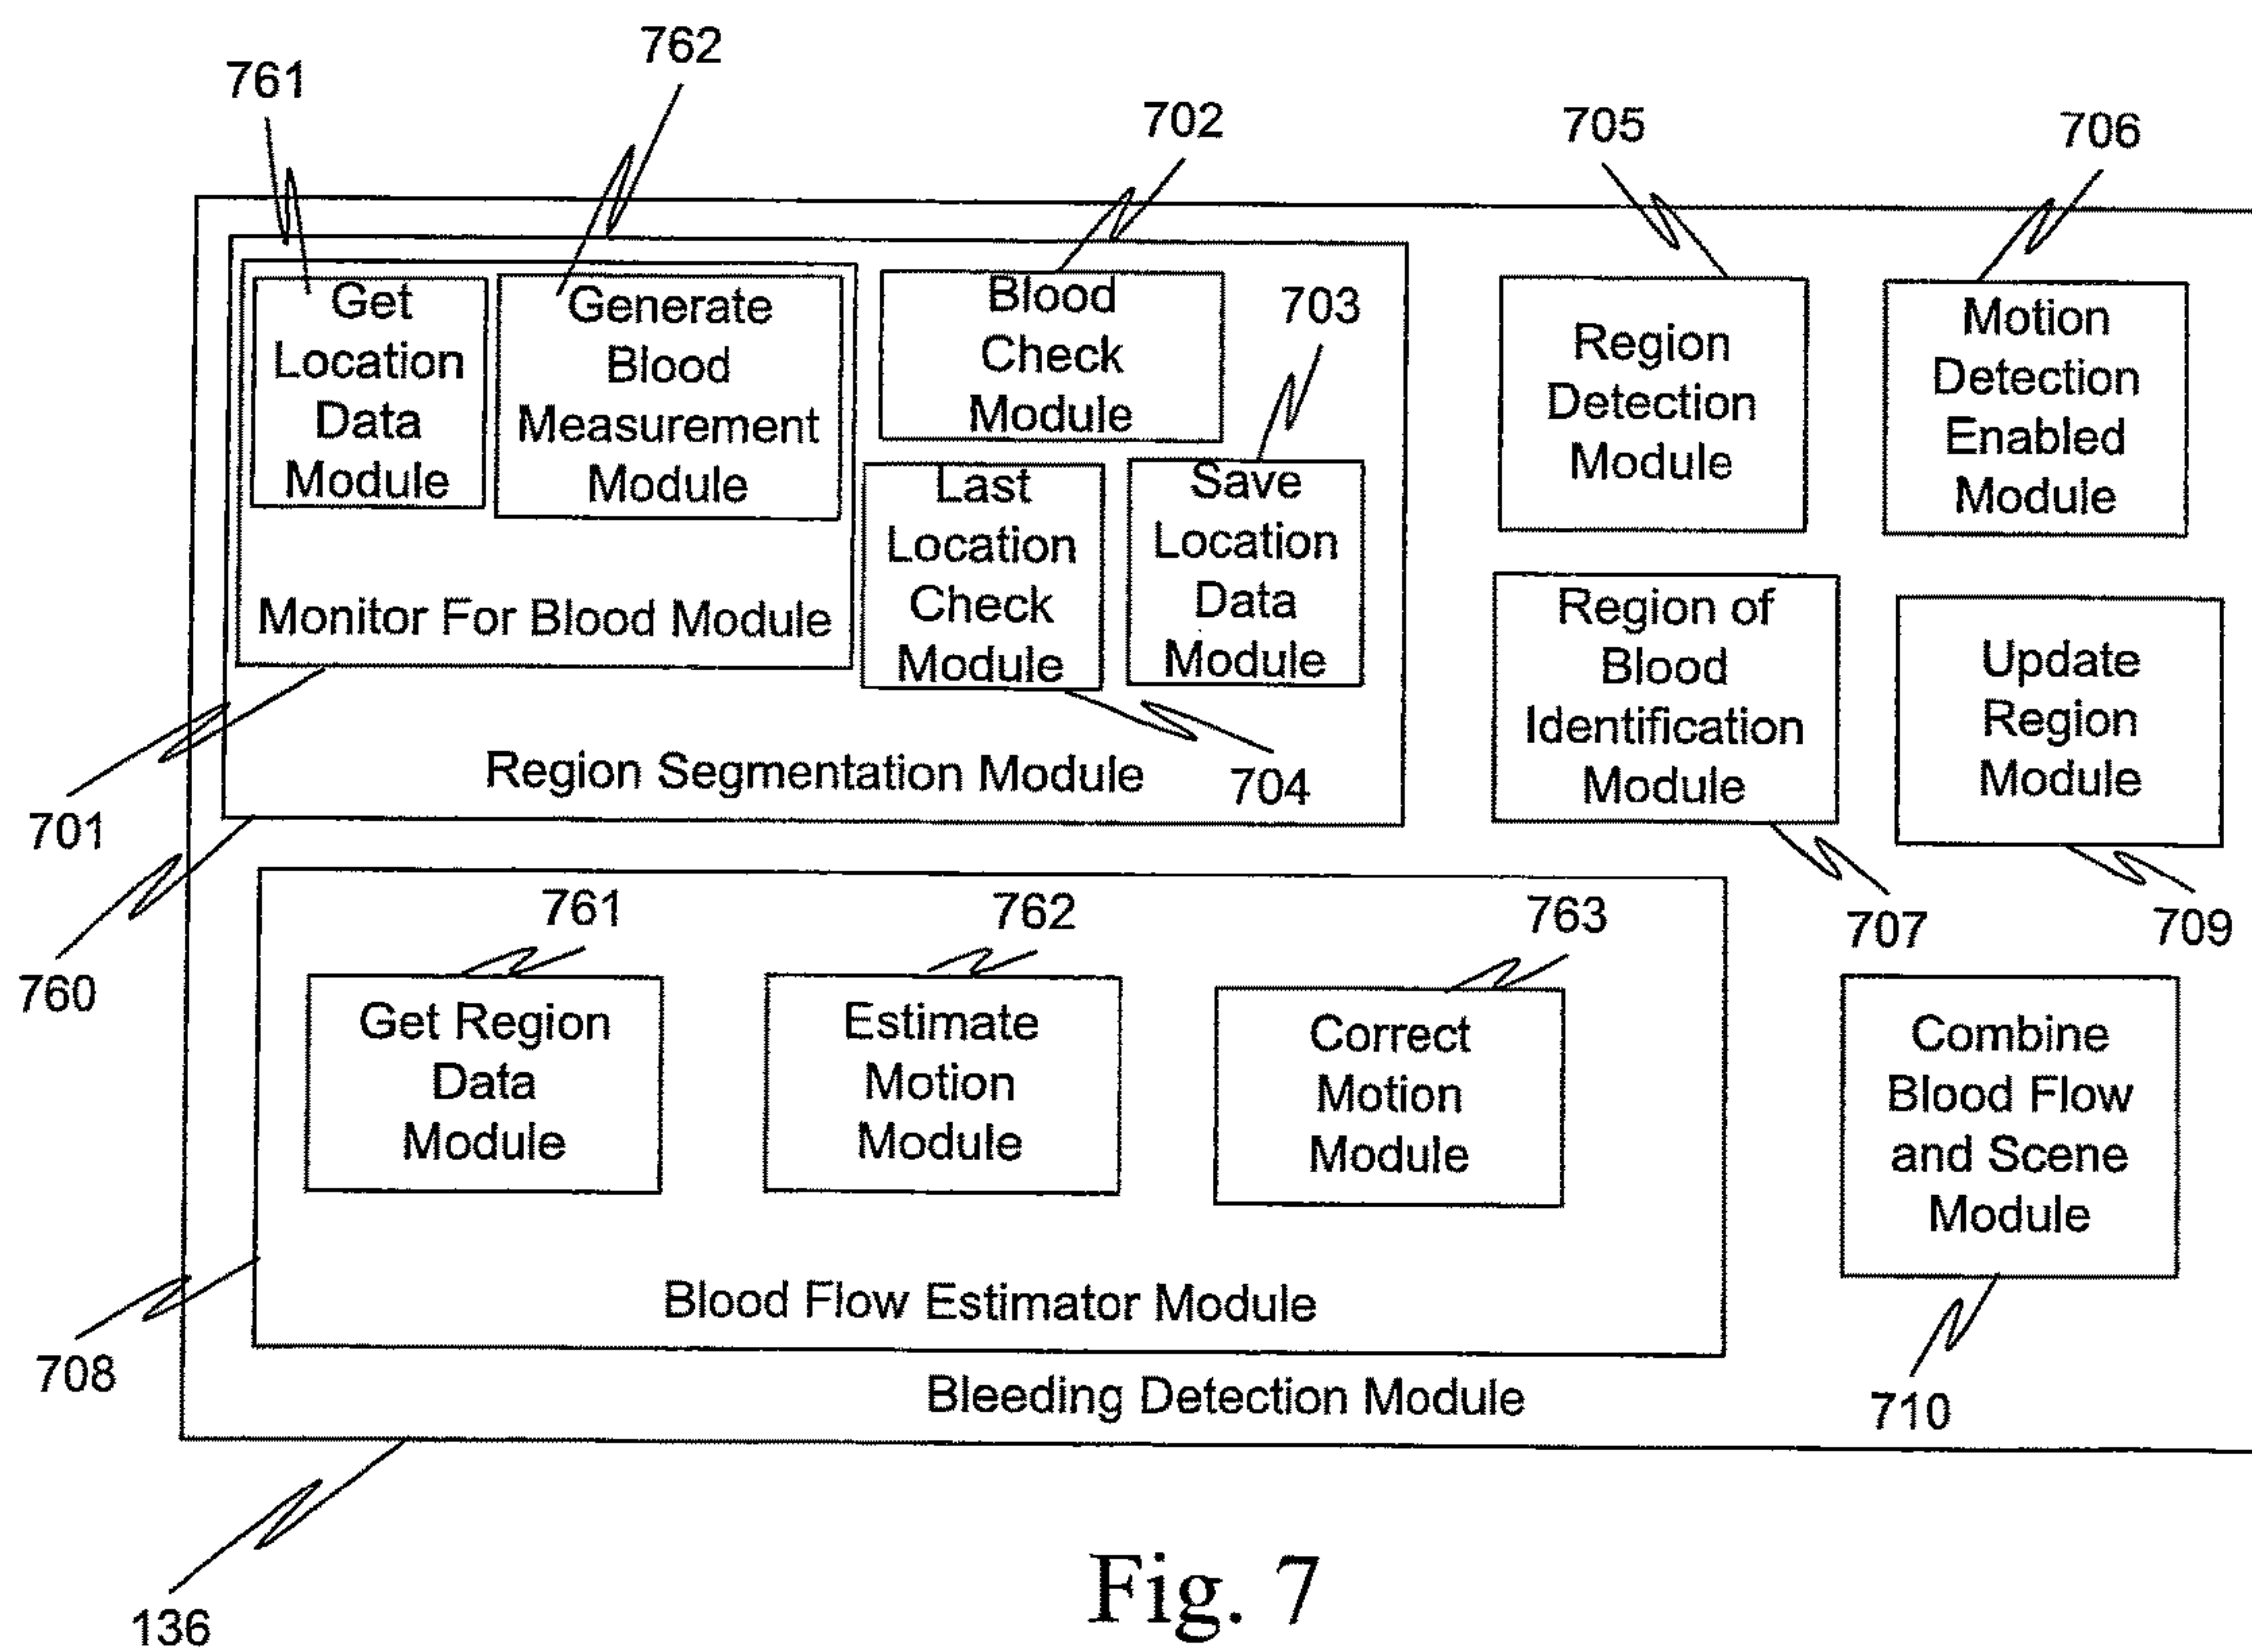 761
762
702
705
706
Get
Location
Data
Module
Generate
Blood
Measurement
Module
Blood
Check
Module
703
Region
Detection
Module
Motion
Detection
Enabled
Module
Monitor For Blood Module
Last
Location
Check
Module
Save
Location
Data
Module
Region of
Blood
Identification
Module
Update
Region
Module
Region Segmentation Module
704
701
760
707
709
761
762
763
Get Region
Data
Module
Estimate
Motion
Module
Correct
Motion
Module
Combine
Blood Flow
and Scene
Module
Blood Flow Estimator Module
708
Bleeding Detection Module
710
136
Fig. 7